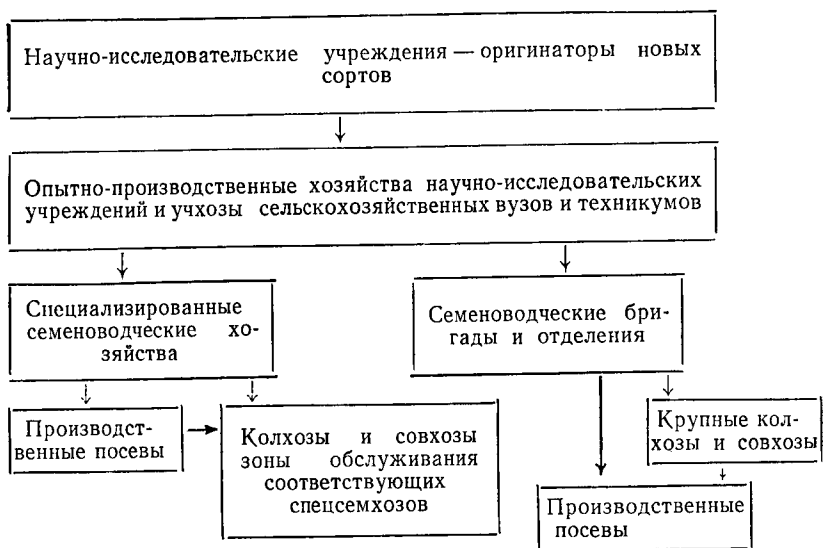 Научно-исследовательские учреждения — оригинаторы новых
сортов
Опытно-производственные хозяйства научно-исследовательских
учреждений и учхозы сельскохозяйственных вузов и техникумов
Специализированные
семеноводческие хо-
зяйства
Семеноводческие бри-
гады и отделения
Производст-
венные посевы
Колхозы и совхозы
зоны обслуживания
соответствующих
спецсемхозов
Крупные кол-
хозы и совхозы
Производственные
посевы